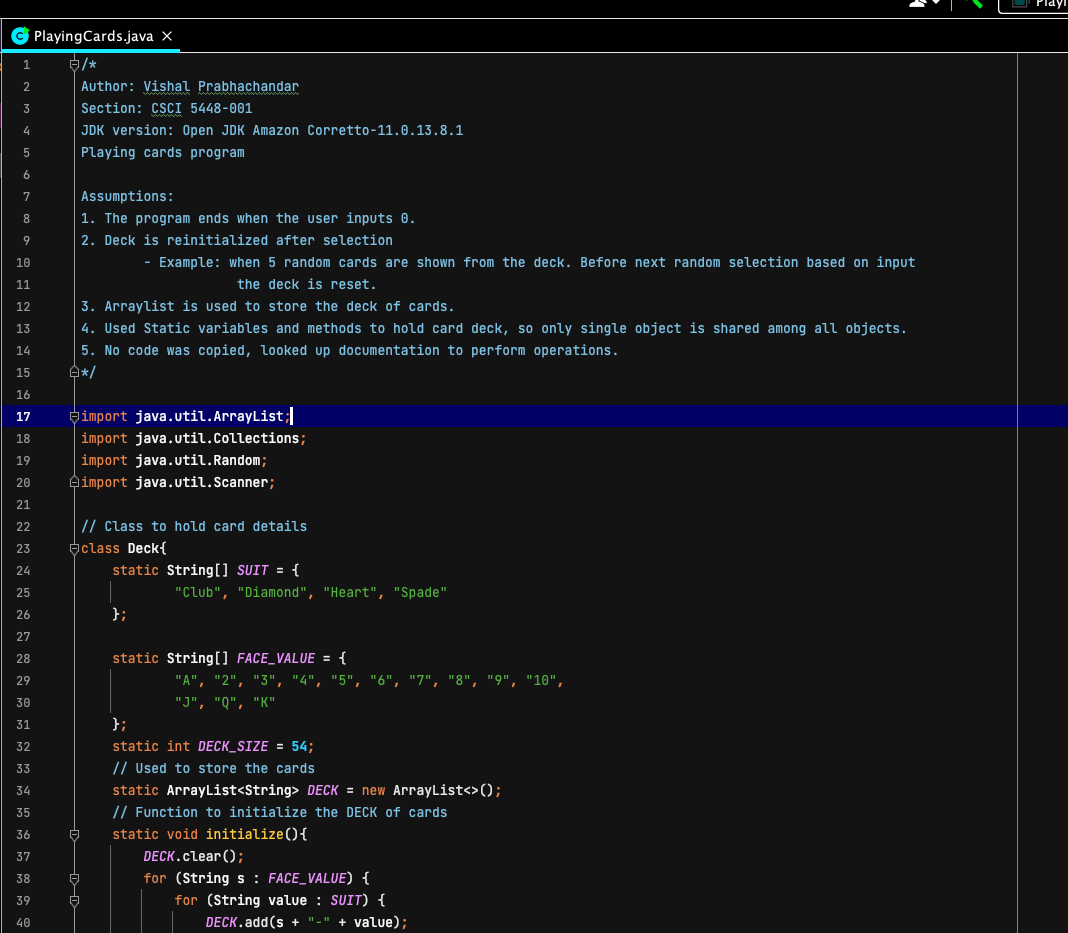 Playi
PlayingCards.java ×
1 /*
2 Author: Vishal Prabhachandar
3 Section: CSCI 5448-001
4 JDK version: Open JDK Amazon Corretto-11.0.13.8.1
5 Playing cards program
6
7 Assumptions:
8 1. The program ends when the user inputs 0.
9 2. Deck is reinitialized after selection
10 - Example: when 5 random cards are shown from the deck. Before next random selection based on input
11 the deck is reset.
12 3. Arraylist is used to store the deck of cards.
13 4. Used Static variables and methods to hold card deck, so only single object is shared among all objects.
14 5. No code was copied, looked up documentation to perform operations.
15 */
16
17 import java.util.ArrayList;
18 import java.util.Collections;
19 import java.util.Random;
20 import java.util.Scanner;
21
22 // Class to hold card details
23 class Deck{
24 static String[] SUIT = {
25 "Club", "Diamond", "Heart", "Spade"
26 };
27
28 static String[] FACE_VALUE = {
29 "A", "2", "3", "4", "5", "6", "7", "8", "9", "10",
30 "J", "Q", "K"
31 };
32 static int DECK_SIZE = 54;
33 // Used to store the cards
34 static ArrayList<String> DECK = new ArrayList<>();
35 // Function to initialize the DECK of cards
36 static void initialize(){
37 DECK.clear();
38 for (String s : FACE_VALUE) {
39 for (String value : SUIT) {
40 DECK.add(s + "-" + value);